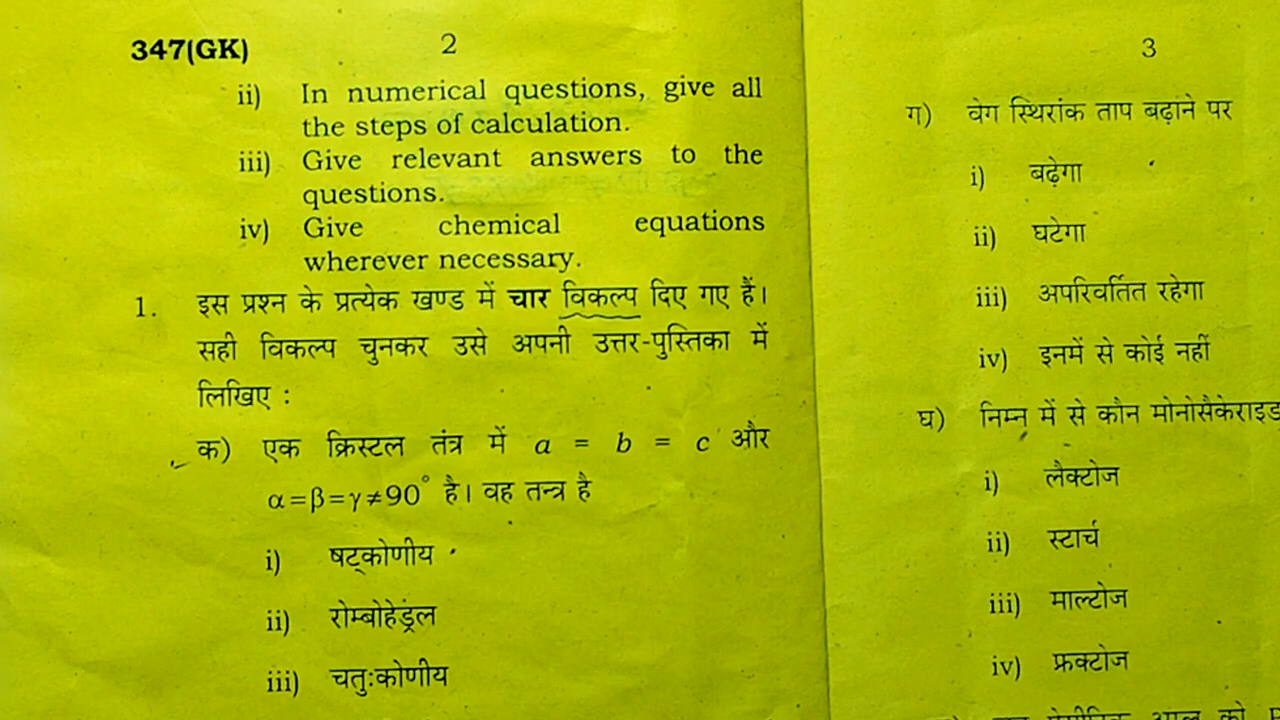 347(GK)
2
ii) In numerical questions, give all
the steps of calculation.
iii) Give relevant answers to the
questions.
iv) Give chemical equations
wherever necessary.
1. इस प्रश्न के प्रत्येक खण्ड में चार विकल्प दिए गए हैं।
सही विकल्प चुनकर उसे अपनी उत्तर-पुस्तिका में
लिखिए :
क) एक क्रिस्टल तंत्र में a = b = c और
α=β=γ≠90° है। वह तन्त्र है
i) षट्कोणीय
ii) रोम्बोहेड्रंल
iii) चतुःकोणीय
3
ग) वेग स्थिरांक ताप बढ़ाने पर
i) बढ़ेगा
ii) घटेगा
iii) अपरिवर्तित रहेगा
iv) इनमें से कोई नहीं
घ) निम्न में से कौन मोनोसैकेराइड
i) लैक्टोज
ii) स्टार्च
iii) माल्टोज
iv) फ्रक्टोज